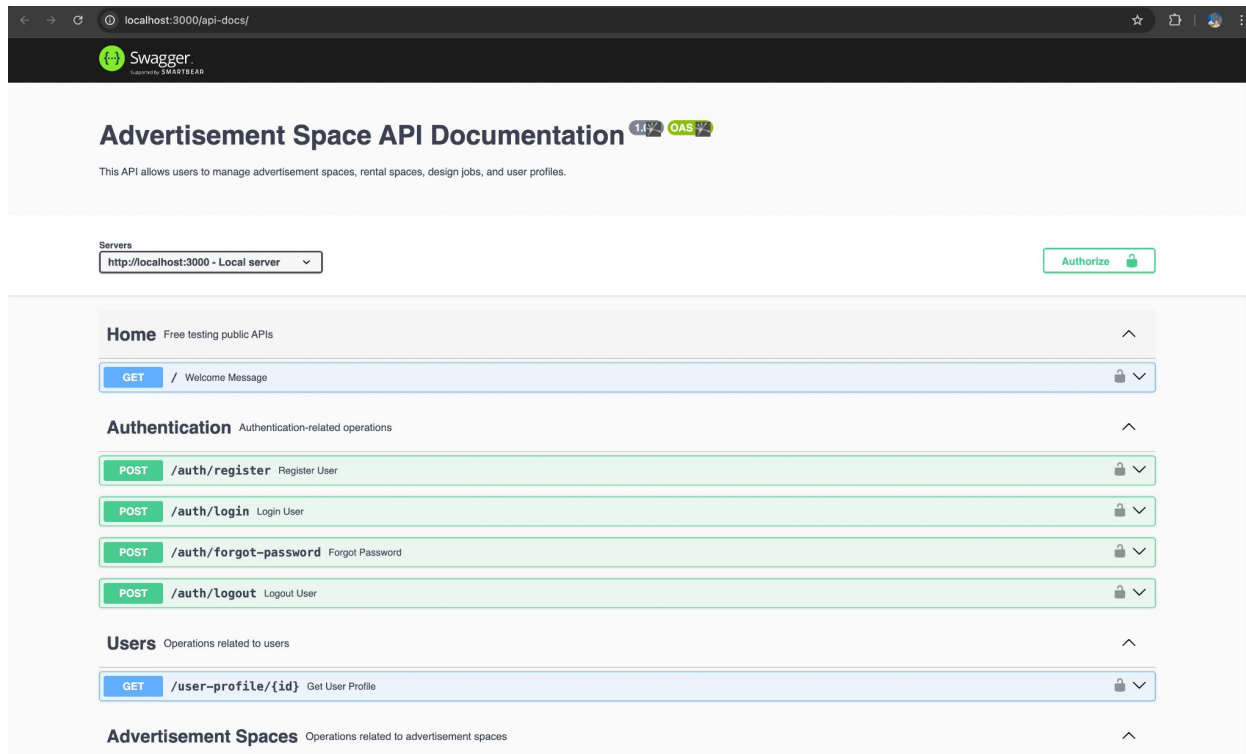 localhost:3000/api-docs/
Swagger.
Supported by SMARTBEAR
Advertisement Space API Documentation OAS
This API allows users to manage advertisement spaces, rental spaces, design jobs, and user profiles.
Servers
http://localhost:3000 - Local server
Authorize
Home Free testing public APIs
GET / Welcome Message
Authentication Authentication-related operations
POST /auth/register Register User
POST /auth/login Login User
POST /auth/forgot-password Forgot Password
POST /auth/logout Logout User
Users Operations related to users
GET /user-profile/{id} Get User Profile
Advertisement Spaces Operations related to advertisement spaces